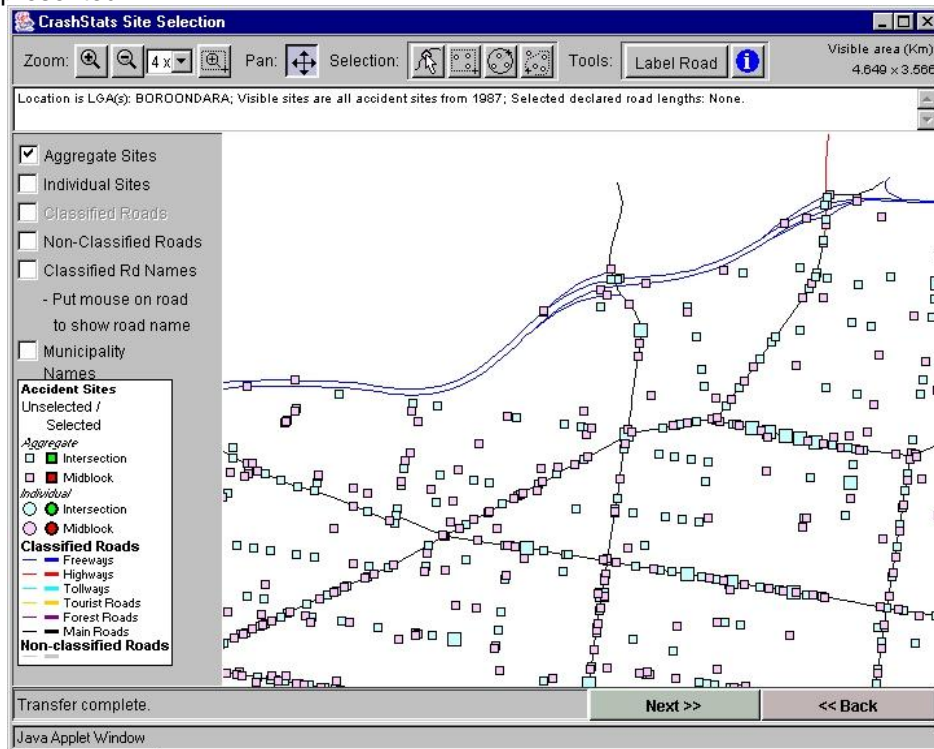 CrashStats Site Selection
Zoom: 4 x Pan: Selection: Tools: Label Road Visible area (Km)
4.649 x 3.566
Location is LGA(s): BOROONDARA; Visible sites are all accident sites from 1987; Selected declared road lengths: None.
Aggregate Sites
Individual Sites
Classified Roads
Non-Classified Roads
Classified Rd Names
- Put mouse on road
to show road name
Municipality
Names
Accident Sites
Unselected /
Selected
Aggregate
Intersection
Midblock
Individual
Intersection
Midblock
Classified Roads
Freeways
Highways
Tollways
Tourist Roads
Forest Roads
Main Roads
Non-classified Roads
Transfer complete. Next >> << Back
Java Applet Window